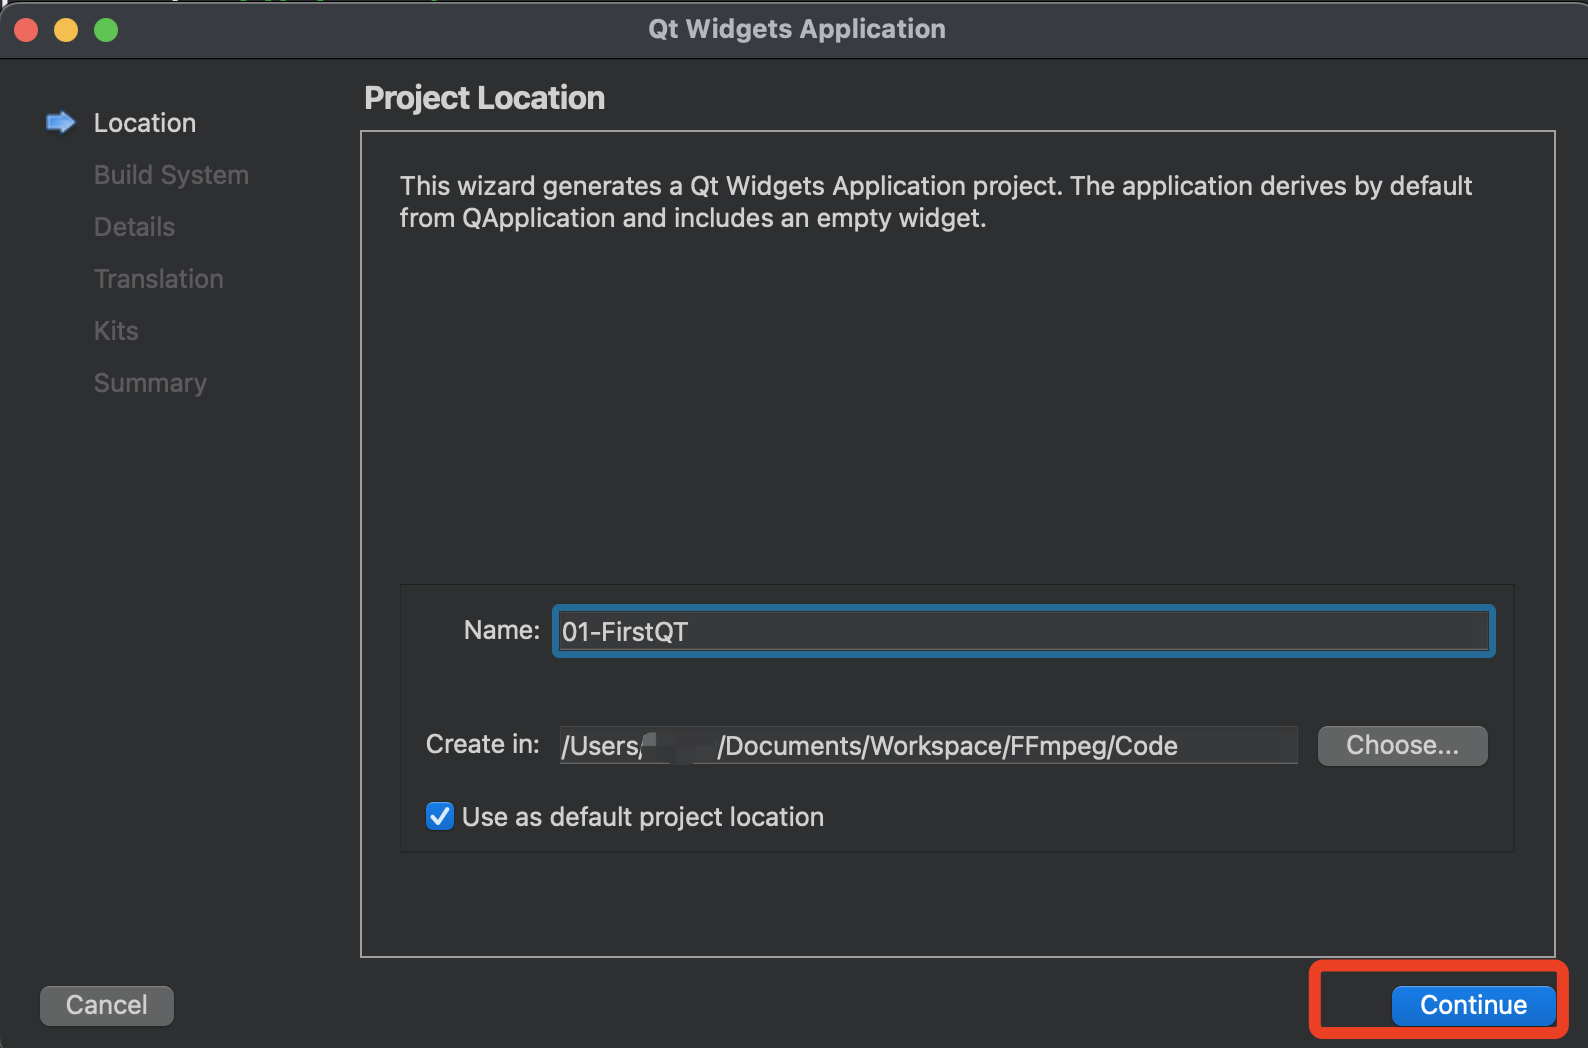 Qt Widgets Application
Location
Build System
Details
Translation
Kits
Summary
Project Location
This wizard generates a Qt Widgets Application project. The application derives by default
from QApplication and includes an empty widget.
Name: 01-FirstQT
Create in: /Users/ /Documents/Workspace/FFmpeg/Code Choose...
Use as default project location
Cancel Continue